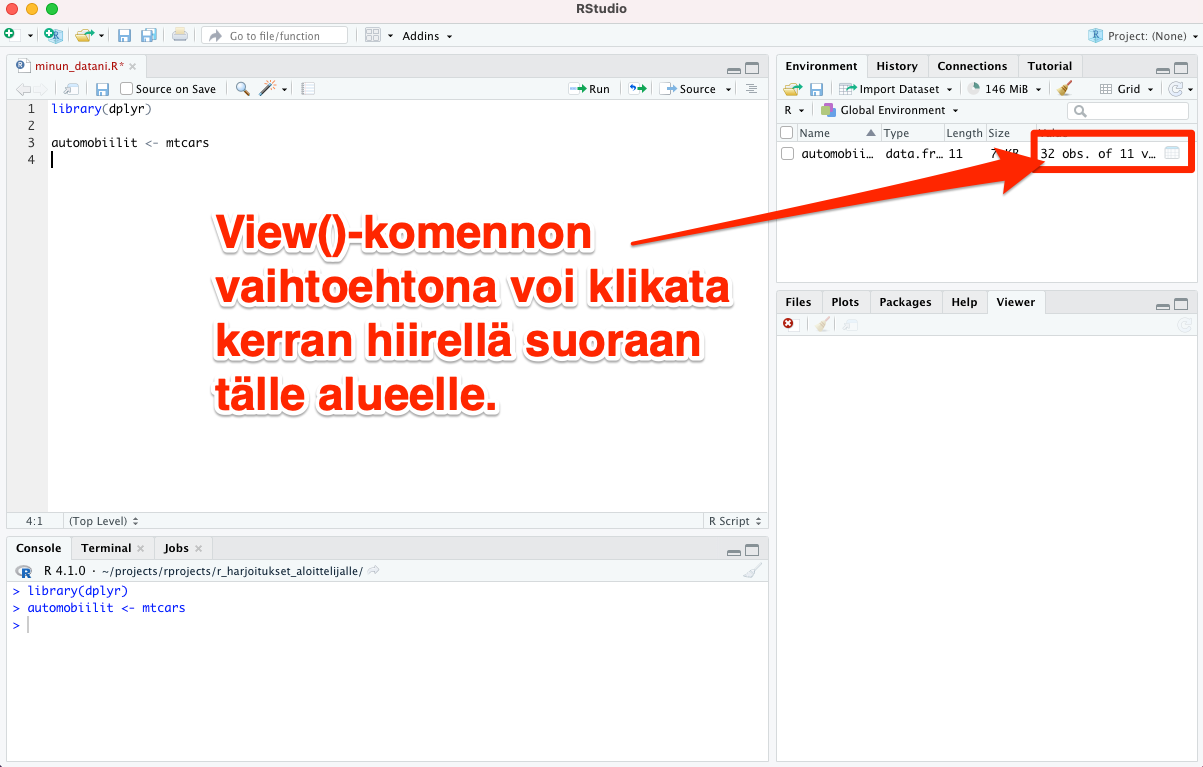 RStudio
Go to file/function
Addins
Project: (None)
minun_datani.R*
Source on Save
Run
Source
1 library(dplyr)
2
3 automobiilit <- mtcars
4
4:1 (Top Level) R Script
Console Terminal Jobs
R 4.1.0 · ~/projects/rprojects/r_harjoitukset_aloittelijalle/
> library(dplyr)
> automobiilit <- mtcars
>
Environment History Connections Tutorial
Import Dataset 146 MiB Grid
R Global Environment
Name Type Length Size
automobii… data.fr… 11 32 obs. of 11 v…
Files Plots Packages Help Viewer
View()-komennon
vaihtoehtona voi klikata
kerran hiirellä suoraan
tälle alueelle.